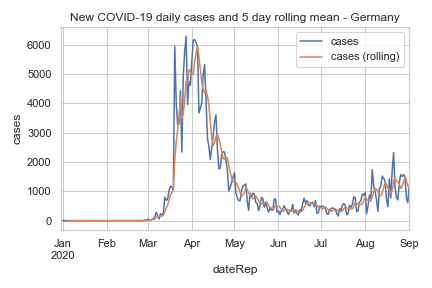 New COVID-19 daily cases and 5 day rolling mean - Germany
cases
cases (rolling)
6000
5000
4000
3000
2000
1000
0
cases
Jan Feb Mar Apr May Jun Jul Aug Sep
2020
dateRep